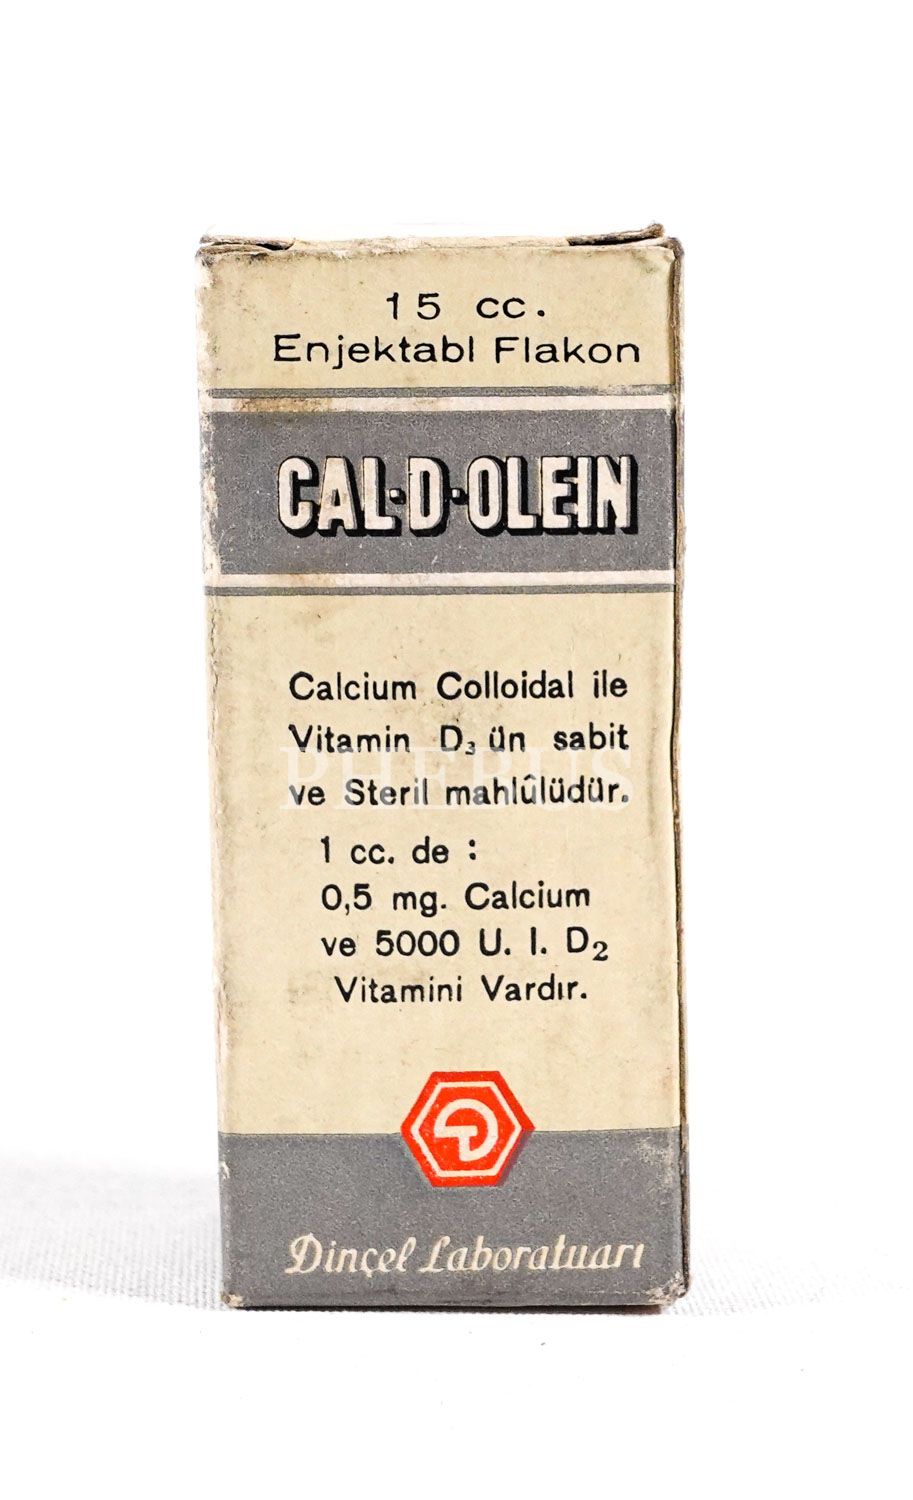 15 cc.
Enjektabl Flakon
CAL·D·OLEIN
Calcium Colloidal ile
Vitamin D₃ ün sabit
ve Steril mahlûlüdür.
PHEBUS
1 cc. de :
0,5 mg. Calcium
ve 5000 U. I. D₂
Vitamini Vardır.
Dinçel Laboratuarı